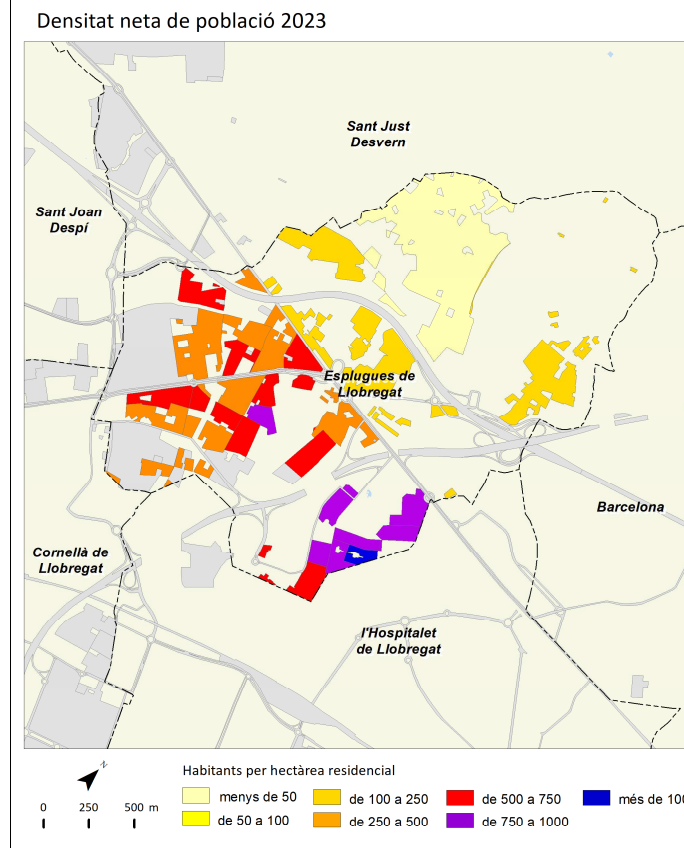 Densitat neta de població 2023
Sant Just
Desvern
Sant Joan
Despí
Esplugues de
Llobregat
Barcelona
Cornellà de
Llobregat
l'Hospitalet
de Llobregat
N
Habitants per hectàrea residencial
0 250 500 m
menys de 50 de 100 a 250 de 500 a 750 més de 100
de 50 a 100 de 250 a 500 de 750 a 1000